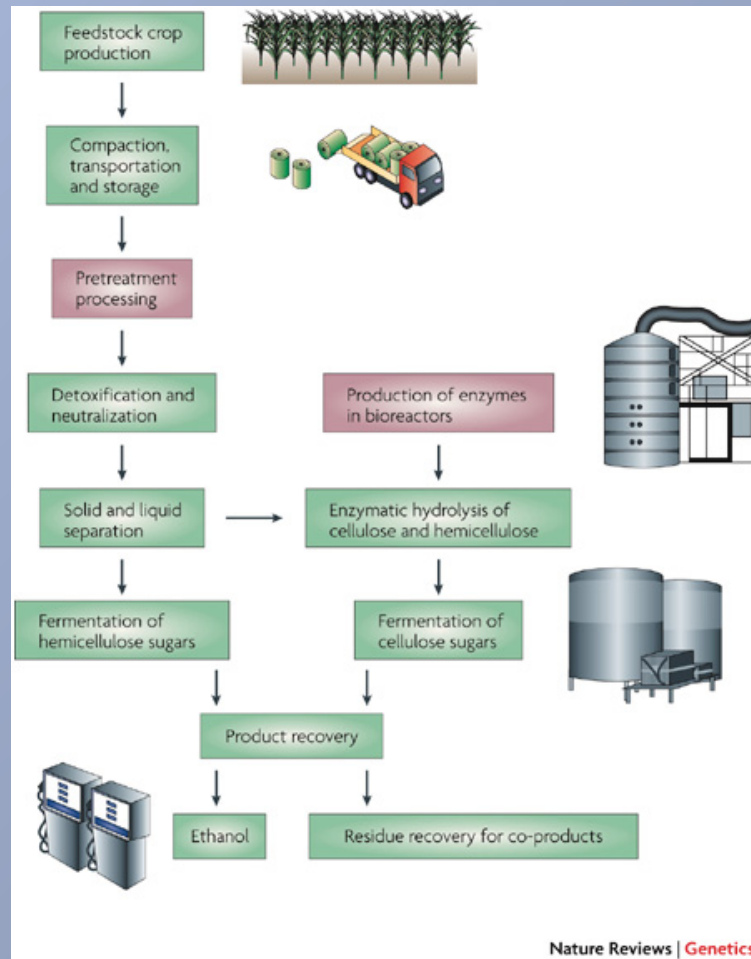 Feedstock crop
production
Compaction,
transportation
and storage
Pretreatment
processing
Detoxification and
neutralization
Production of enzymes
in bioreactors
Solid and liquid
separation
Enzymatic hydrolysis of
cellulose and hemicellulose
Fermentation of
hemicellulose sugars
Fermentation of
cellulose sugars
Product recovery
Ethanol
Residue recovery for co-products
Nature Reviews | Genetics